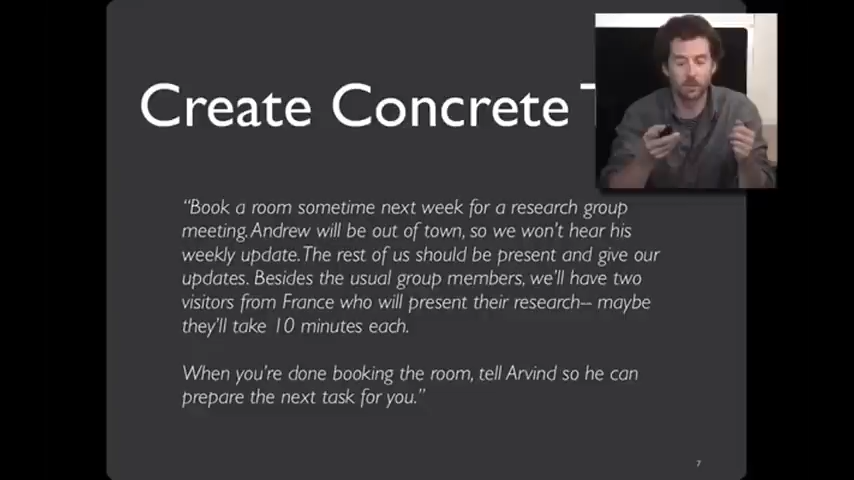 Create Concrete
“Book a room sometime next week for a research group
meeting. Andrew will be out of town, so we won’t hear his
weekly update. The rest of us should be present and give our
updates. Besides the usual group members, we’ll have two
visitors from France who will present their research-- maybe
they’ll take 10 minutes each.
When you’re done booking the room, tell Arvind so he can
prepare the next task for you.”
7